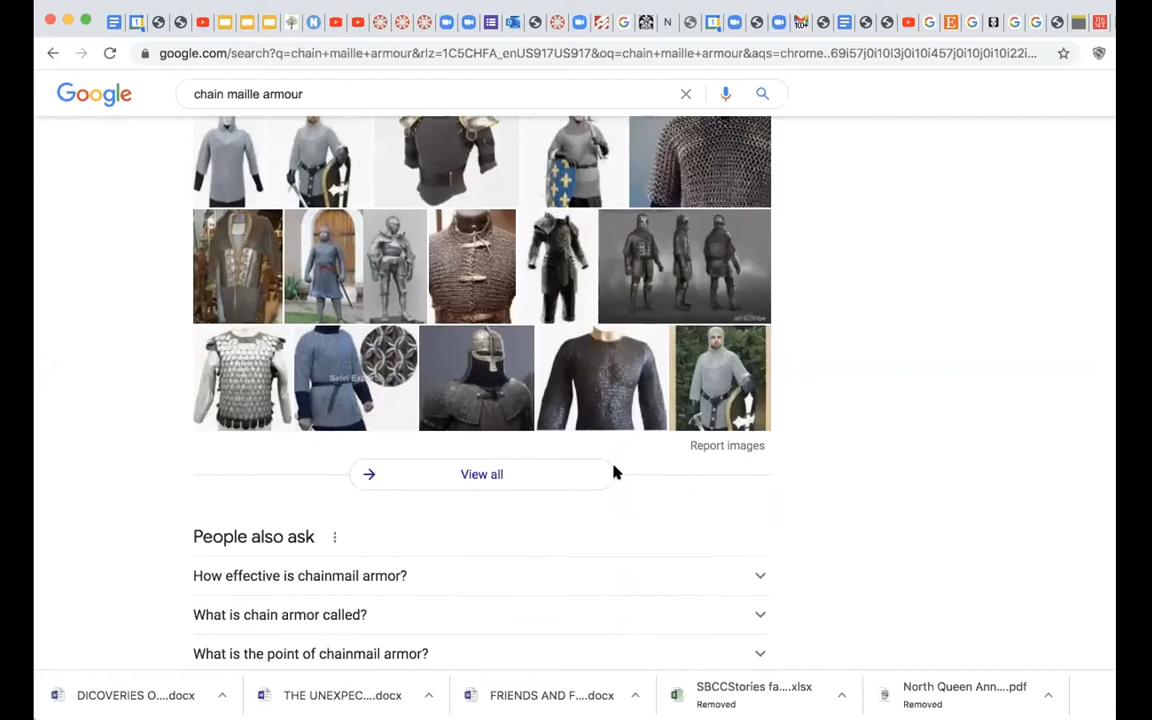 google.com/search?q=chain+maille+armour&rlz=1C5CHFA_enUS917US917&oq=chain+maille+armour&aqs=chrome..69i57j0i10l3j0i10i457j0i10j0i10i22i...
Google
chain maille armour
Selvi Export
Report images
View all
People also ask
How effective is chainmail armor?
What is chain armor called?
What is the point of chainmail armor?
DICOVERIES O....docx
THE UNEXPEC....docx
FRIENDS AND F....docx
SBCCStories fa....xlsx
Removed
North Queen Ann....pdf
Removed